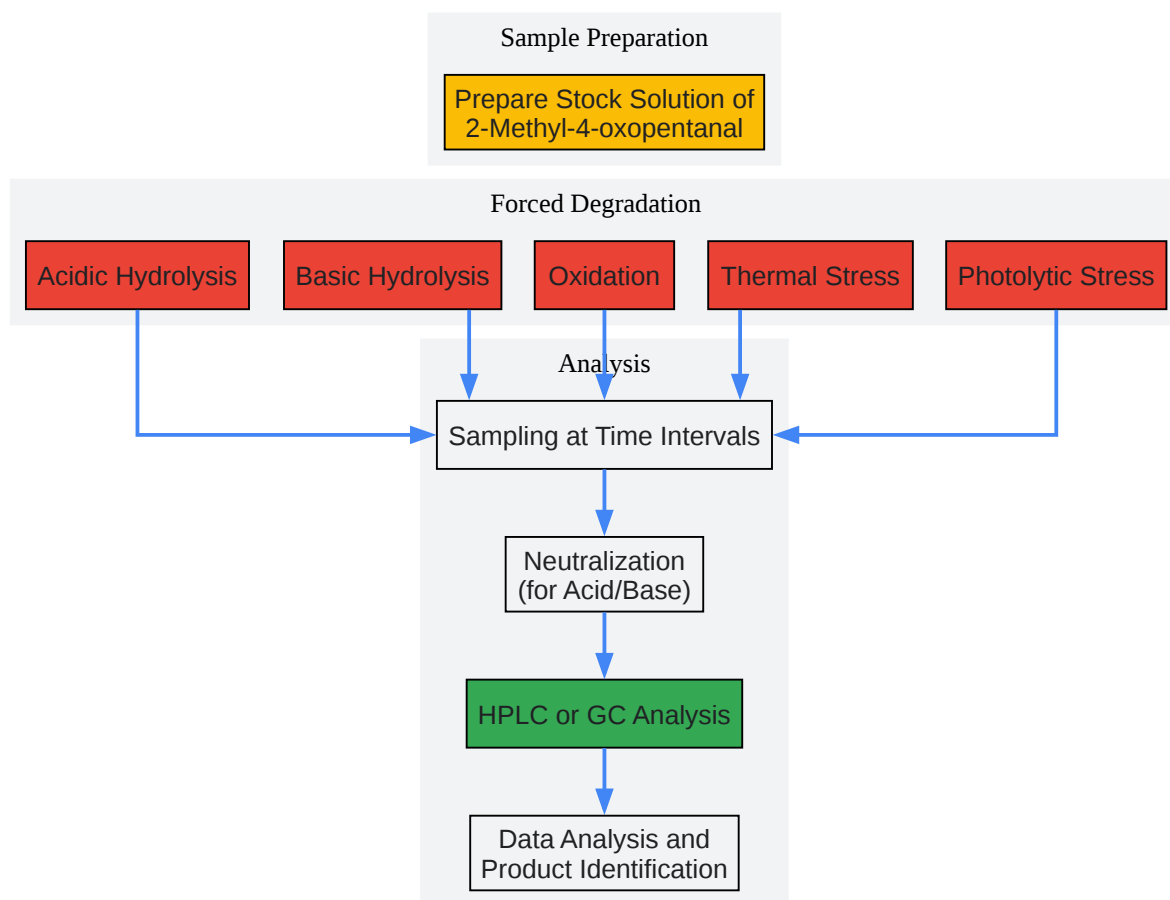 Sample Preparation
Prepare Stock Solution of
2-Methyl-4-oxopentanal
Forced Degradation
Acidic Hydrolysis
Basic Hydrolysis
Oxidation
Thermal Stress
Photolytic Stress
Analysis
Sampling at Time Intervals
Neutralization
(for Acid/Base)
HPLC or GC Analysis
Data Analysis and
Product Identification